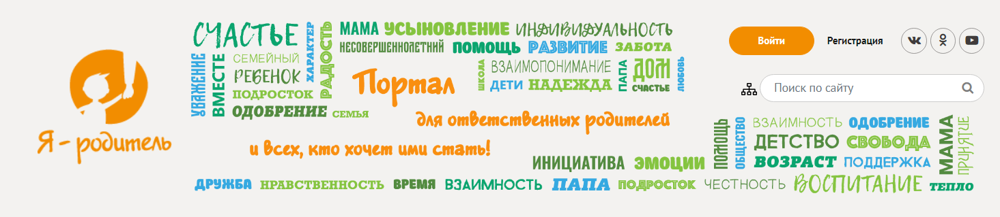 Я - родитель
СЧАСТЬЕ
УВАЖЕНИЕ
ВМЕСТЕ
СЕМЕЙНЫЙ
РЕБЕНОК
ПОДРОСТОК
ОДОБРЕНИЕ
СЕМЬЯ
ХАРАКТЕР
РАДОСТЬ
МАМА УСЫНОВЛЕНИЕ ИНДИВИДУАЛЬНОСТЬ
НЕСОВЕРШЕННОЛЕТНИЙ ПОМОЩЬ РАЗВИТИЕ ЗАБОТА
ШКОЛА
ВЗАИМОПОНИМАНИЕ
ДЕТИ НАДЕЖДА
ПАПА
ДОМ
СЧАСТЬЕ
ЛЮБОВЬ
Портал
для ответственных родителей
и всех, кто хочет ими стать!
Войти
Регистрация
Поиск по сайту
ИНИЦИАТИВА ЭМОЦИИ
ПОМОЩЬ
ОБЩЕСТВО
ВЗАИМНОСТЬ ОДОБРЕНИЕ
ДЕТСТВО СВОБОДА
ВОЗРАСТ ПОДДЕРЖКА
МАМА
ПРИНЯТИЕ
ДРУЖБА НРАВСТВЕННОСТЬ ВРЕМЯ ВЗАИМНОСТЬ ПАПА ПОДРОСТОК ЧЕСТНОСТЬ ВОСПИТАНИЕ ТЕПЛО